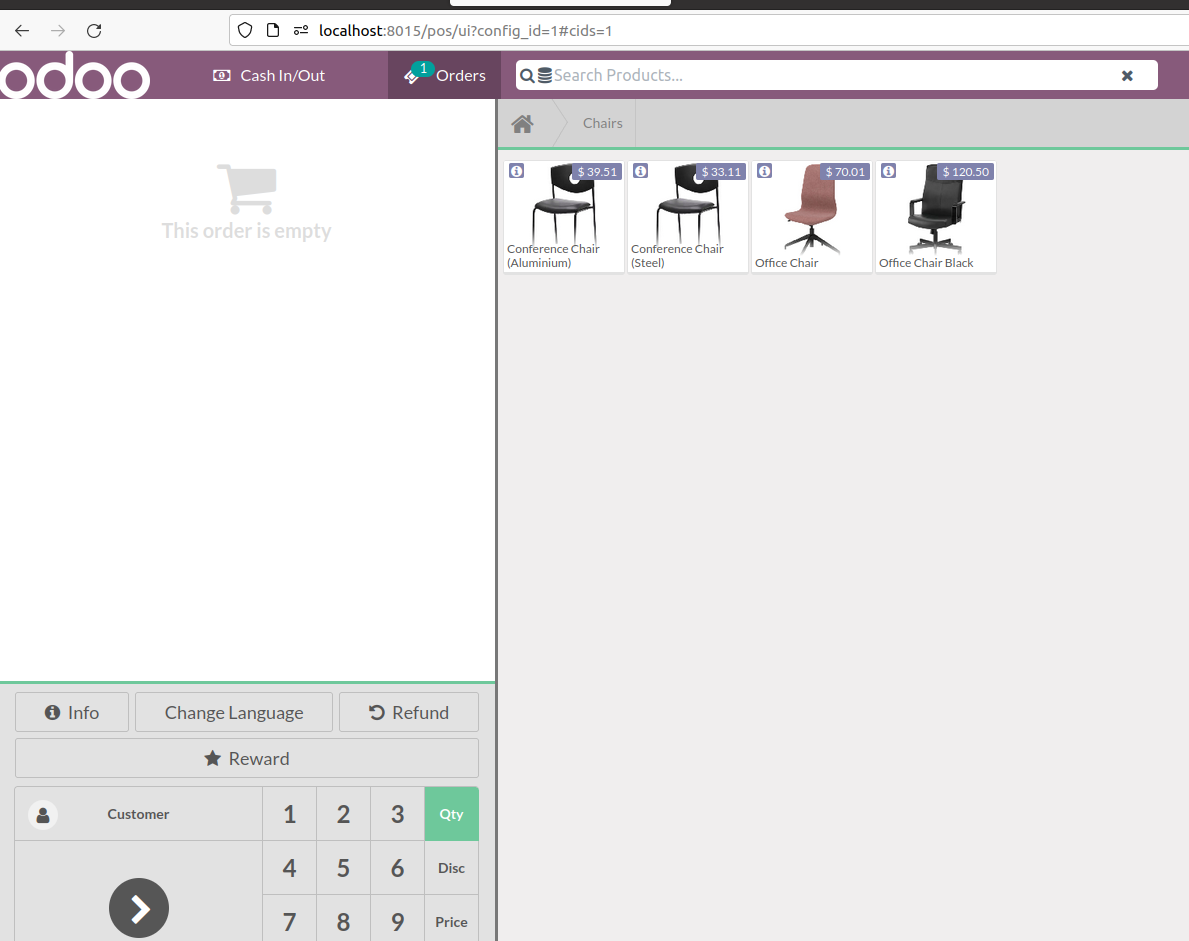 localhost:8015/pos/ui?config_id=1#cids=1
odoo
Cash In/Out
1
Orders
Search Products...
Chairs
This order is empty
$ 39.51
Conference Chair
(Aluminium)
$ 33.11
Conference Chair
(Steel)
$ 70.01
Office Chair
$ 120.50
Office Chair Black
Info
Change Language
Refund
Reward
Customer
1 2 3 Qty
4 5 6 Disc
7 8 9 Price